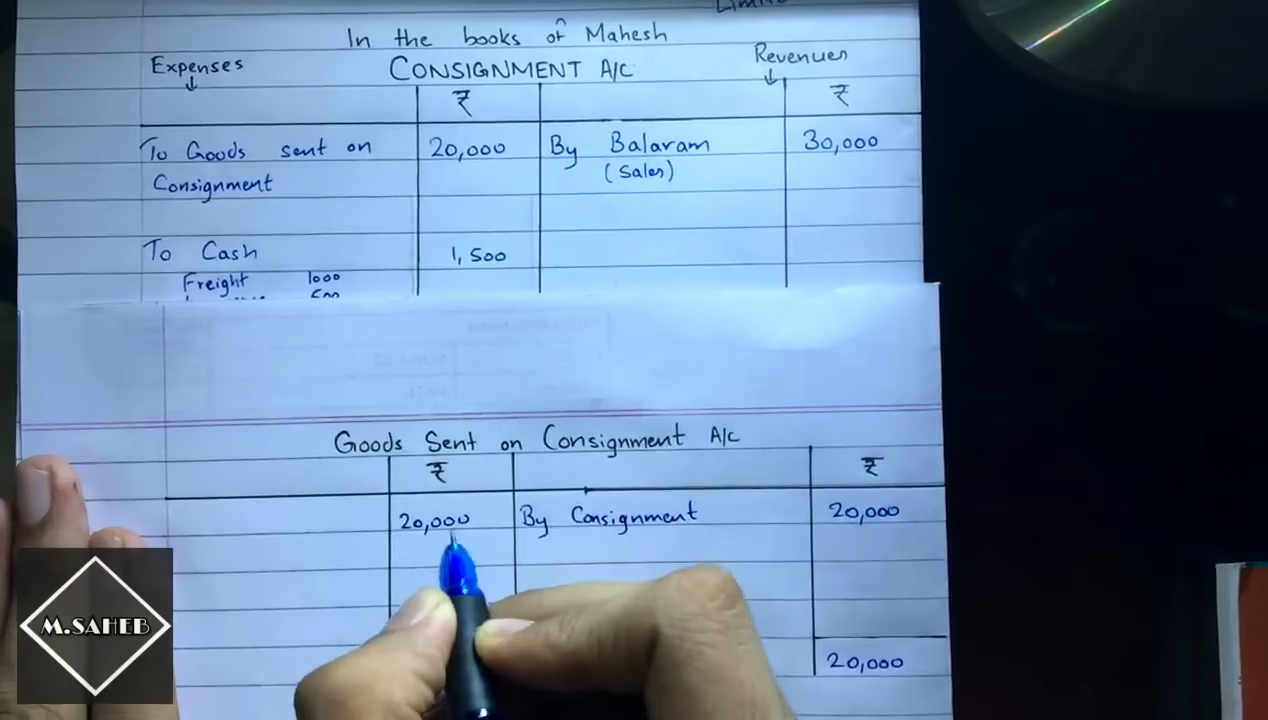 In the books of Mahesh
Expenses CONSIGNMENT A/C Revenues
₹ ₹
To Goods sent on 20,000 By Balaram 30,000
Consignment (Sales)
To Cash 1,500
Freight 1000
Goods Sent on Consignment A/C
₹ ₹
20,000 By Consignment 20,000
20,000
M.SAHEB